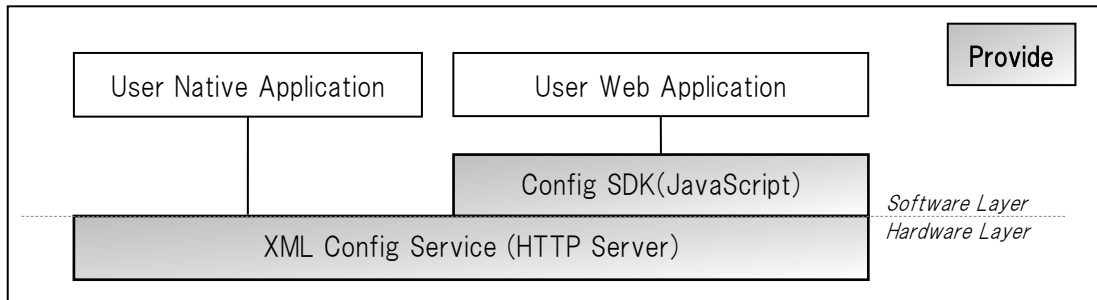 Provide
User Native Application
User Web Application
Config SDK(JavaScript)
Software Layer
Hardware Layer
XML Config Service (HTTP Server)